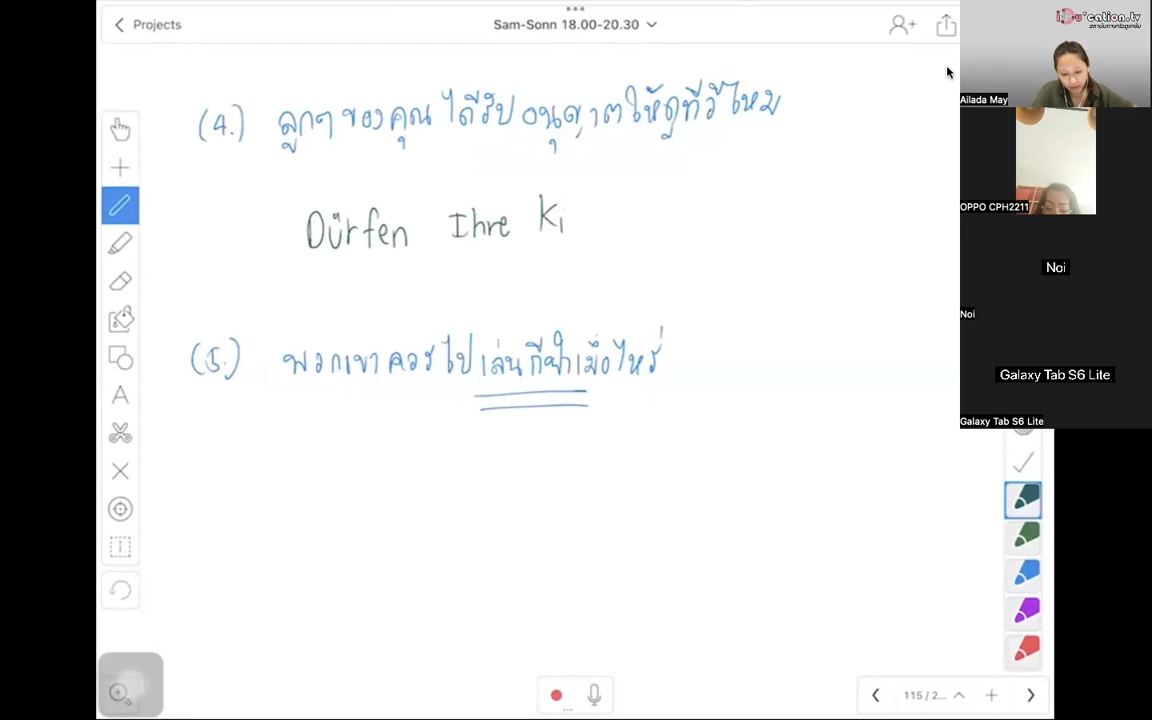 Projects
Sam-Sonn 18.00-20.30
(4.) ลูกๆ ของคุณ ได้รับอนุญาตให้ดูทีวีไหม
Dürfen Ihre Ki
(5.) พวกเขาควรไปเล่นกีฬาเมื่อไหร่
115/2...
Ailada May
OPPO CPH2211
Noi
Noi
Galaxy Tab S6 Lite
Galaxy Tab S6 Lite